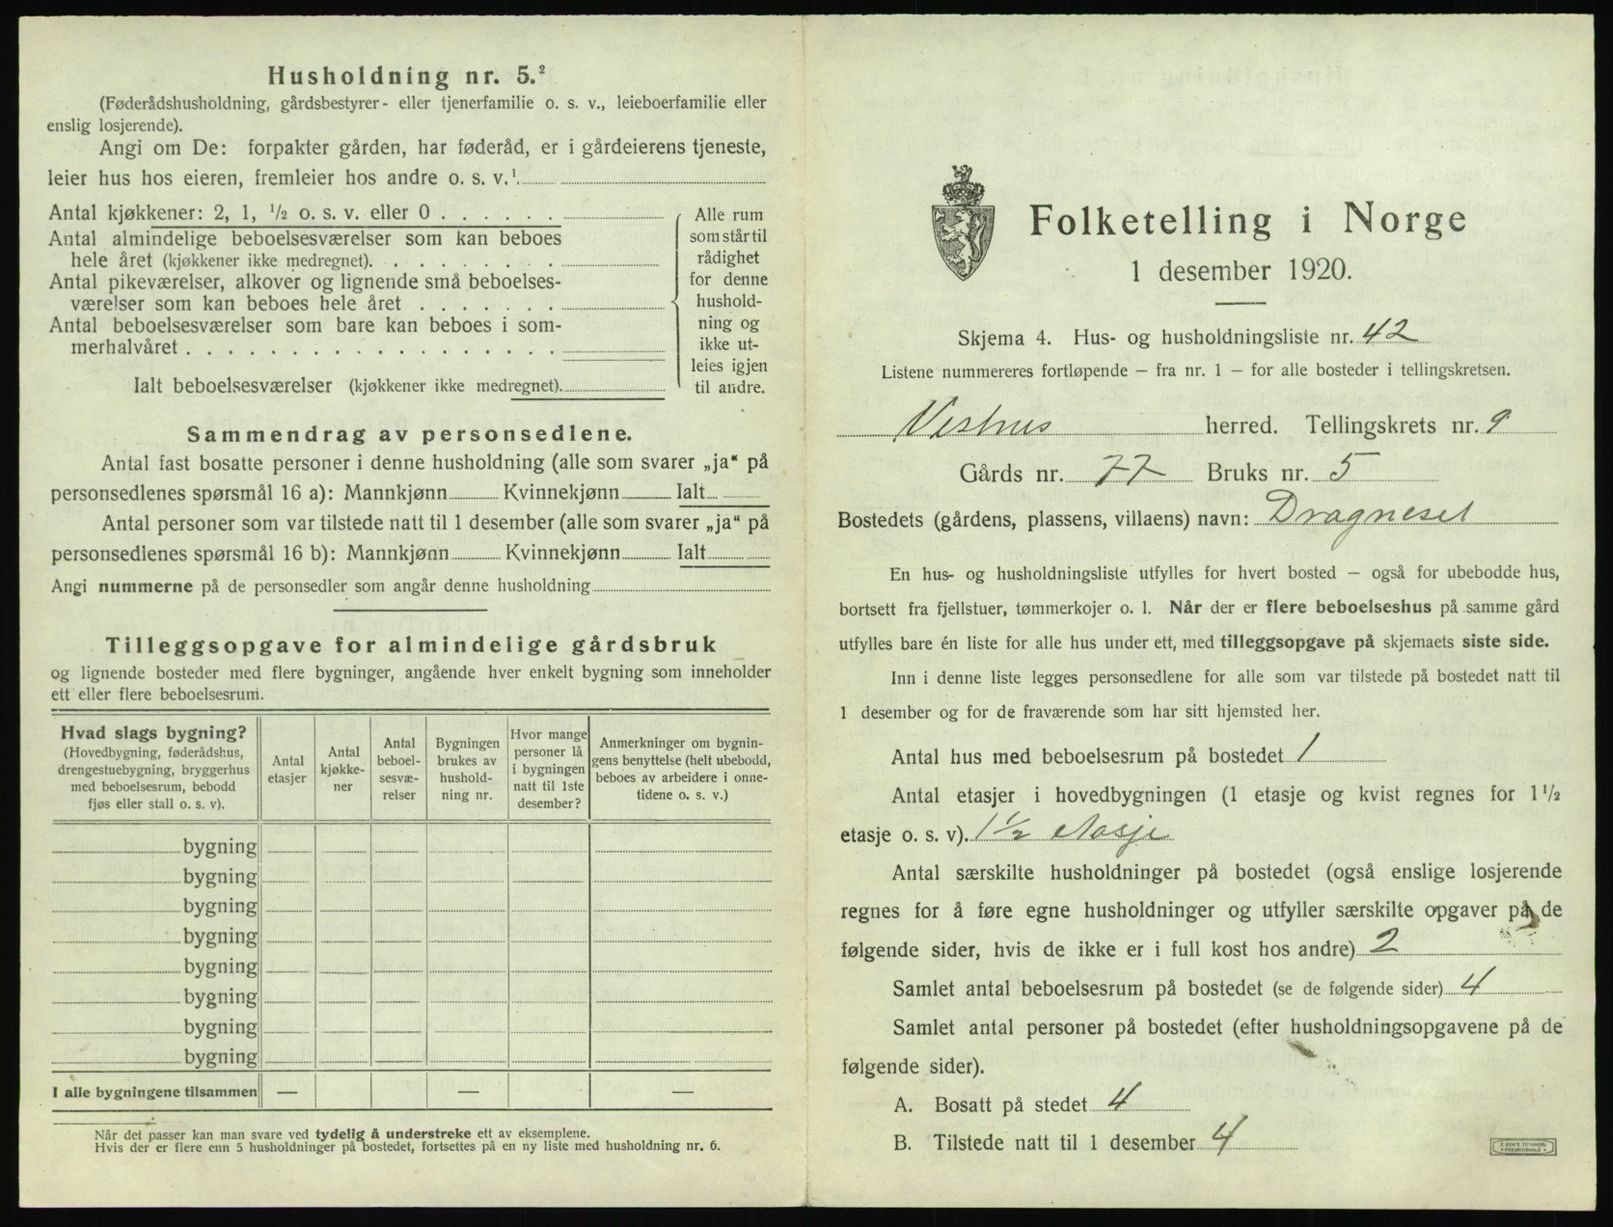 Husholdning nr. 5.²
(Føderådshusholdning, gårdsbestyrer- eller tjenerfamilie o. s. v., leieboerfamilie eller
enslig losjerende).
Angi om De: forpakter gården, har føderåd, er i gårdeierens tjeneste,
leier hus hos eieren, fremleier hos andre o. s. v.¹
Antal kjøkkener: 2, 1, ½ o. s. v. eller 0 . . . . . .
Antal almindelige beboelsesværelser som kan beboes
hele året (kjøkkener ikke medregnet). . . . . . . . .
Antal pikeværelser, alkover og lignende små beboelses-
værelser som kan beboes hele året . . . . . . .
Antal beboelsesværelser som bare kan beboes i som-
merhalvåret . . . . . . . . . . . . . . . . . .
Ialt beboelsesværelser (kjøkkener ikke medregnet).
Alle rum
som står til
rådighet
for denne
hushold-
ning og
ikke ut-
leies igjen
til andre.
Sammendrag av personsedlene.
Antal fast bosatte personer i denne husholdning (alle som svarer „ja“ på
personsedlenes spørsmål 16 a): Mannkjønn Kvinnekjønn Ialt
Antal personer som var tilstede natt til 1 desember (alle som svarer „ja“ på
personsedlenes spørsmål 16 b): Mannkjønn Kvinnekjønn Ialt
Angi nummerne på de personsedler som angår denne husholdning
Tilleggsopgave for almindelige gårdsbruk
og lignende bosteder med flere bygninger, angående hver enkelt bygning som inneholder
ett eller flere beboelsesrum.
Hvad slags bygning?
(Hovedbygning, føderådshus,
drengestuebygning, bryggerhus
med beboelsesrum, bebodd
fjøs eller stall o. s. v).
Antal
etasjer
Antal
kjøkke-
ner
Antal
beboel-
sesvæ-
relser
Bygningen
brukes av
hushold-
ning nr.
Hvor mange
personer lå
i bygningen
natt til 1ste
desember?
Anmerkninger om bygnin-
gens benyttelse (helt ubebodd,
beboes av arbeidere i onne-
tidene o. s. v.)
bygning
bygning
bygning
bygning
bygning
bygning
bygning
bygning
I alle bygningene tilsammen — — —
Når det passer kan man svare ved tydelig å understreke ett av eksemplene.
Hvis der er flere enn 5 husholdninger på bostedet, fortsettes på en ny liste med husholdning nr. 6.
Folketelling i Norge
1 desember 1920.
Skjema 4. Hus- og husholdningsliste nr. 42
Listene nummereres fortløpende — fra nr. 1 — for alle bosteder i tellingskretsen.
Vestnes herred. Tellingskrets nr. 9
Gårds nr. 77 Bruks nr. 5
Bostedets (gårdens, plassens, villaens) navn: Dragneset
En hus- og husholdningsliste utfylles for hvert bosted — også for ubebodde hus,
bortsett fra fjellstuer, tømmerkojer o. l. Når der er flere beboelseshus på samme gård
utfylles bare én liste for alle hus under ett, med tilleggsopgave på skjemaets siste side.
Inn i denne liste legges personsedlene for alle som var tilstede på bostedet natt til
1 desember og for de fraværende som har sitt hjemsted her.
Antal hus med beboelsesrum på bostedet 1
Antal etasjer i hovedbygningen (1 etasje og kvist regnes for 1½
etasje o. s. v). 1½ etasje
Antal særskilte husholdninger på bostedet (også enslige losjerende
regnes for å føre egne husholdninger og utfyller særskilte opgaver på de
følgende sider, hvis de ikke er i full kost hos andre) 2
Samlet antal beboelsesrum på bostedet (se de følgende sider) 4
Samlet antal personer på bostedet (efter husholdningsopgavene på de
følgende sider).
A. Bosatt på stedet 4
B. Tilstede natt til 1 desember 4